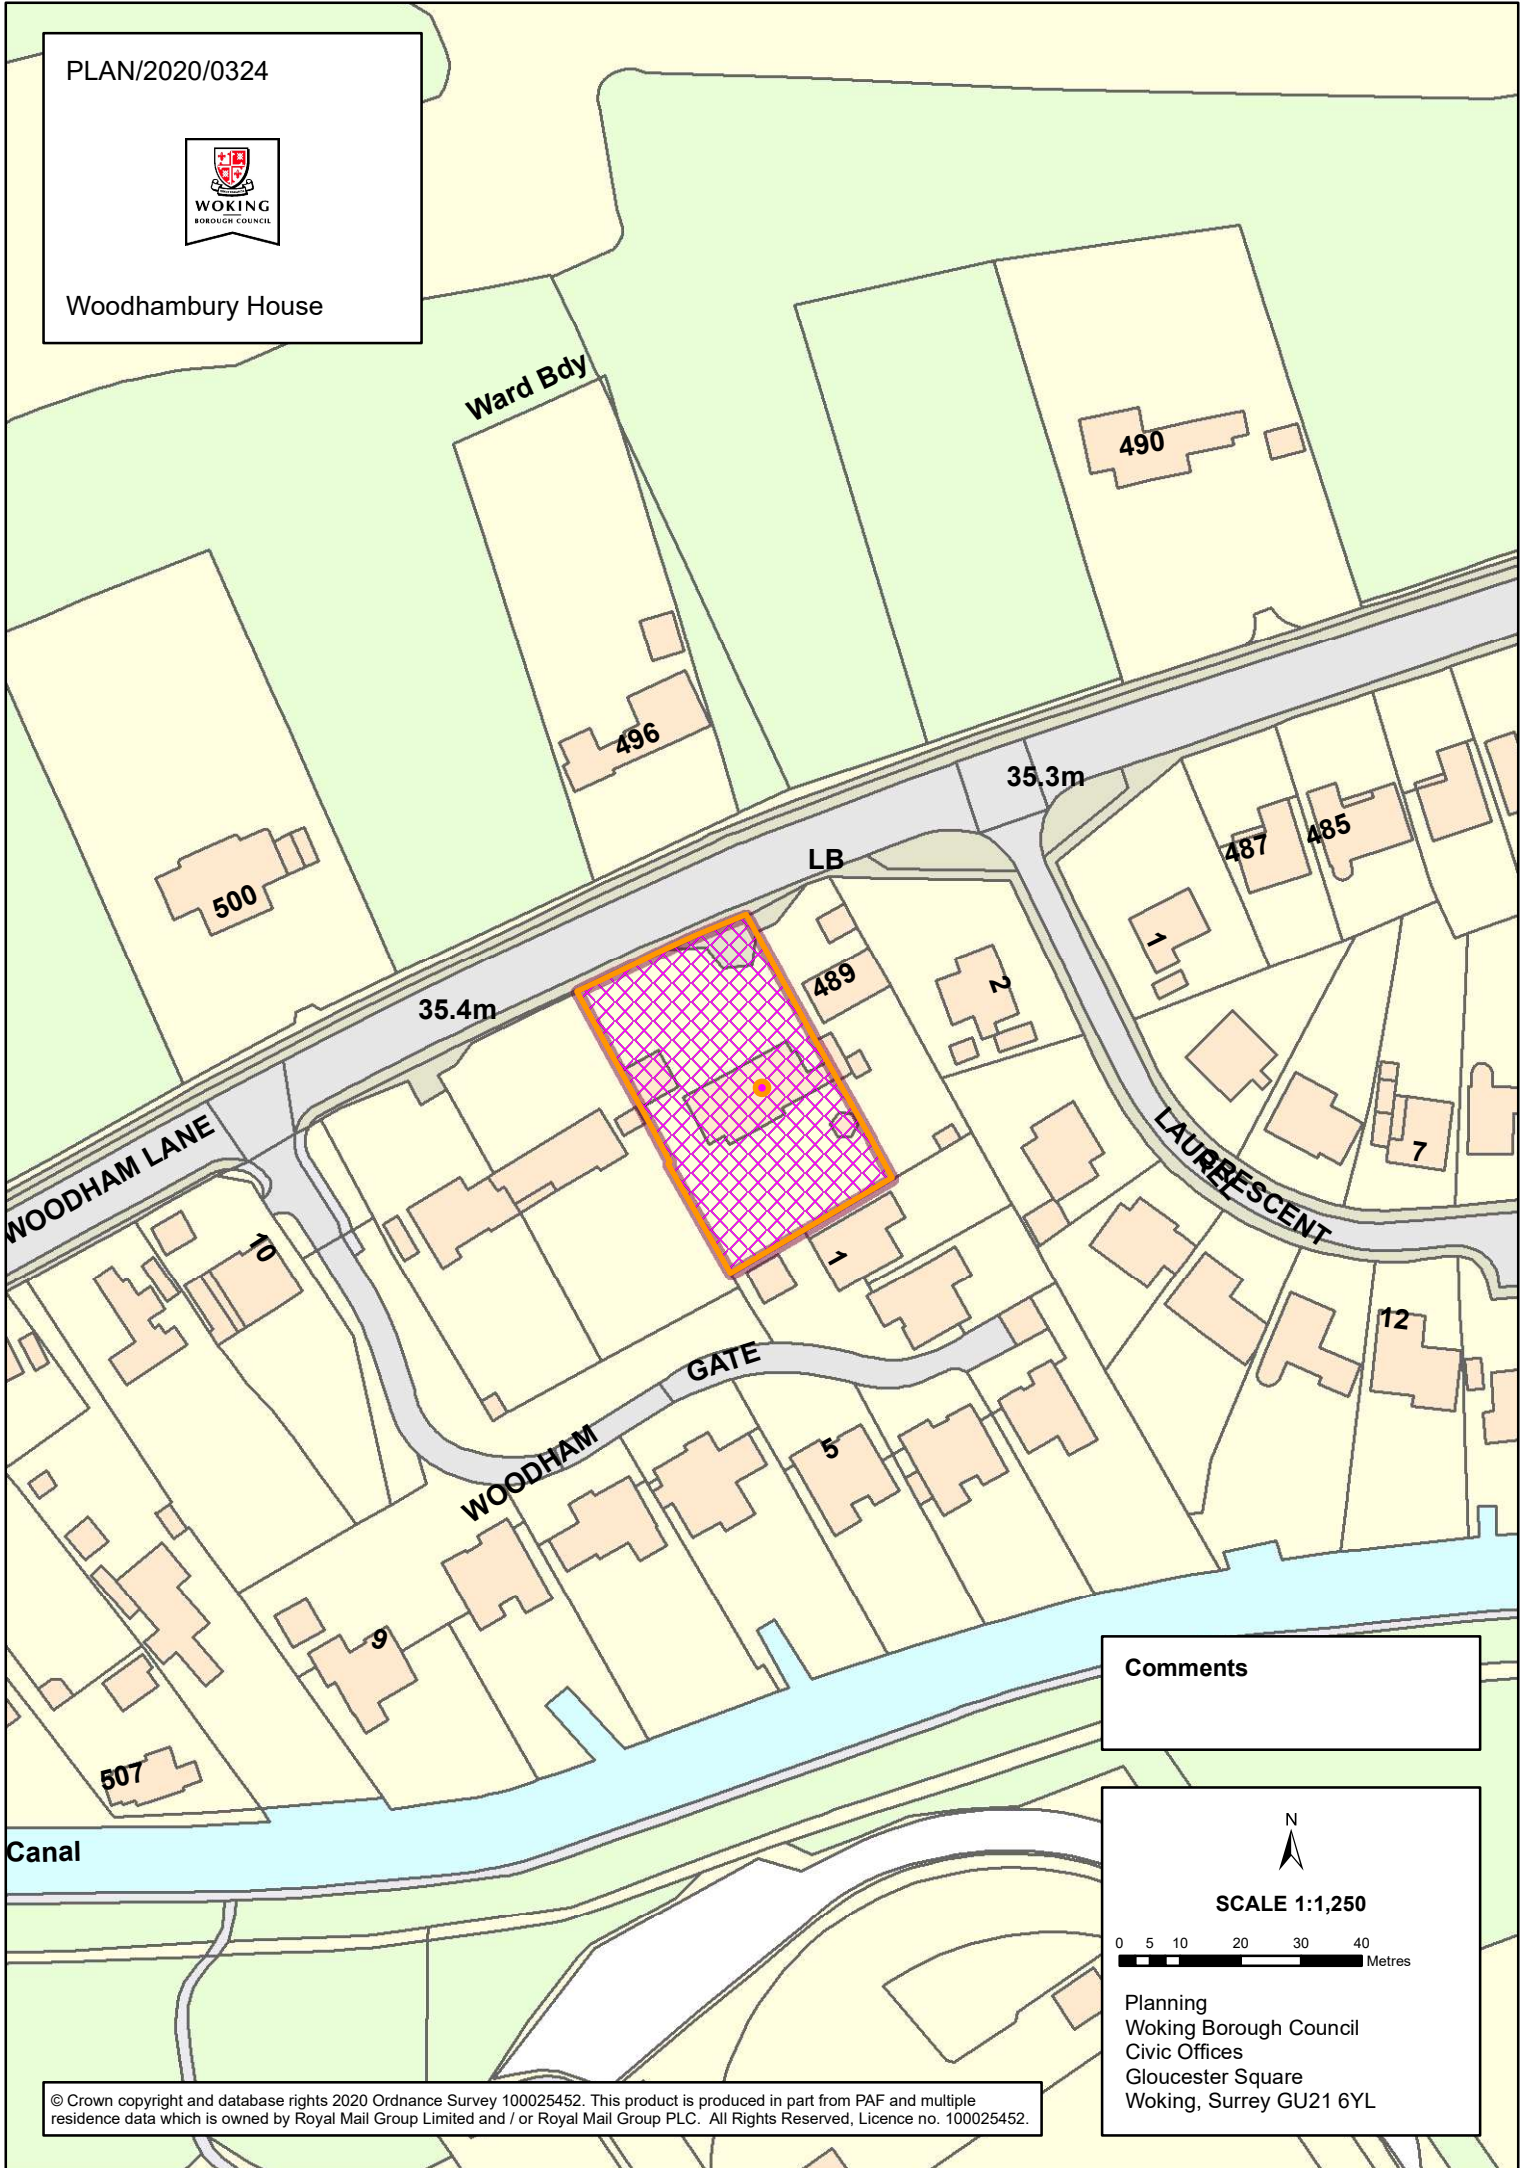 PLAN/2020/0324
WOKING
BOROUGH COUNCIL
Woodhambury House
Ward Bdy
490
496
35.3m
500
LB
487
485
489
1
2
35.4m
WOODHAM LANE
LAUREL
CRESCENT
7
10
1
12
GATE
WOODHAM
5
9
507
Canal
Comments
N
SCALE 1:1,250
0 5 10 20 30 40
Metres
Planning
Woking Borough Council
Civic Offices
Gloucester Square
Woking, Surrey GU21 6YL
© Crown copyright and database rights 2020 Ordnance Survey 100025452. This product is produced in part from PAF and multiple
residence data which is owned by Royal Mail Group Limited and / or Royal Mail Group PLC. All Rights Reserved, Licence no. 100025452.